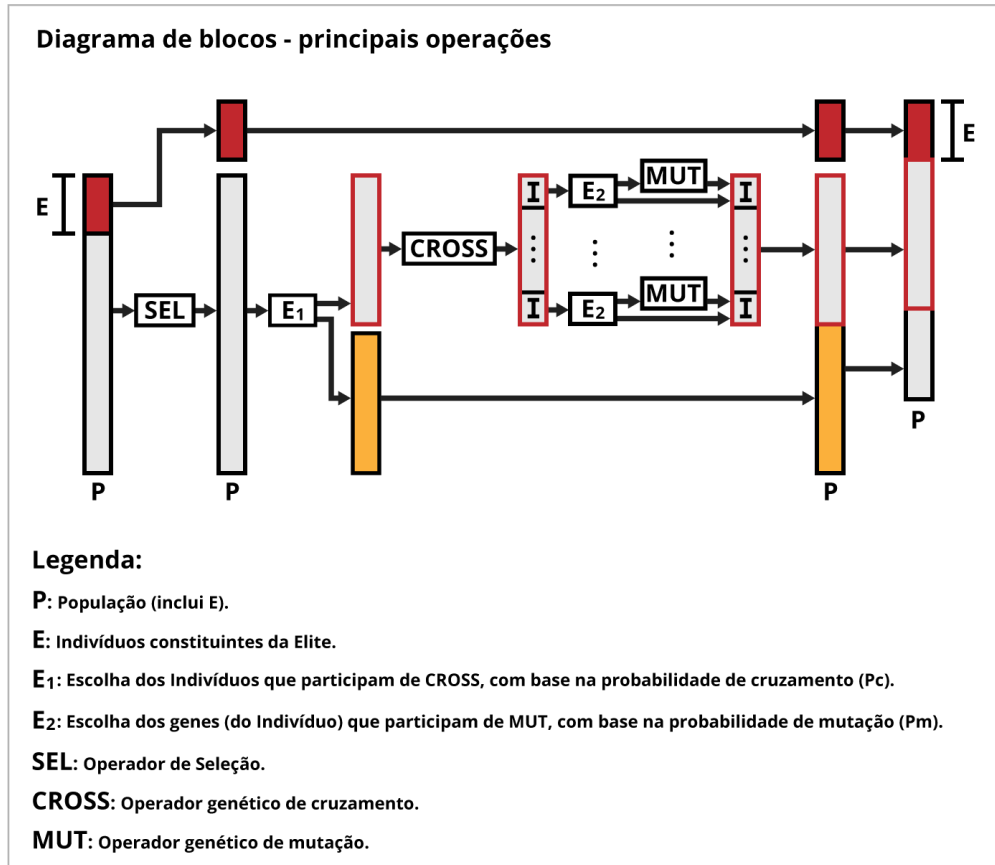 Diagrama de blocos - principais operações
E
E
MUT
I
E₂
I
CROSS
⋮
⋮
⋮
⋮
SEL
E₁
MUT
I
E₂
I
P
P
P
P
Legenda:
P: População (inclui E).
E: Indivíduos constituintes da Elite.
E₁: Escolha dos Indivíduos que participam de CROSS, com base na probabilidade de cruzamento (Pc).
E₂: Escolha dos genes (do Indivíduo) que participam de MUT, com base na probabilidade de mutação (Pm).
SEL: Operador de Seleção.
CROSS: Operador genético de cruzamento.
MUT: Operador genético de mutação.